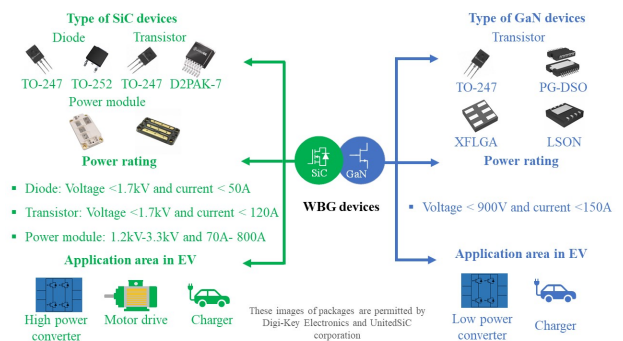 Type of SiC devices
Diode
Transistor
TO-247
TO-252
TO-247
D2PAK-7
Power module
Power rating
▪ Diode: Voltage <1.7kV and current < 50A
▪ Transistor: Voltage <1.7kV and current < 120A
▪ Power module: 1.2kV-3.3kV and 70A- 800A
Application area in EV
High power
converter
Motor drive
Charger
SiC
GaN
WBG devices
These images of packages are permitted by
Digi-Key Electronics and UnitedSiC
corporation
Type of GaN devices
Transistor
TO-247
PG-DSO
XFLGA
LSON
Power rating
▪ Voltage < 900V and current <150A
Application area in EV
Low power
converter
Charger